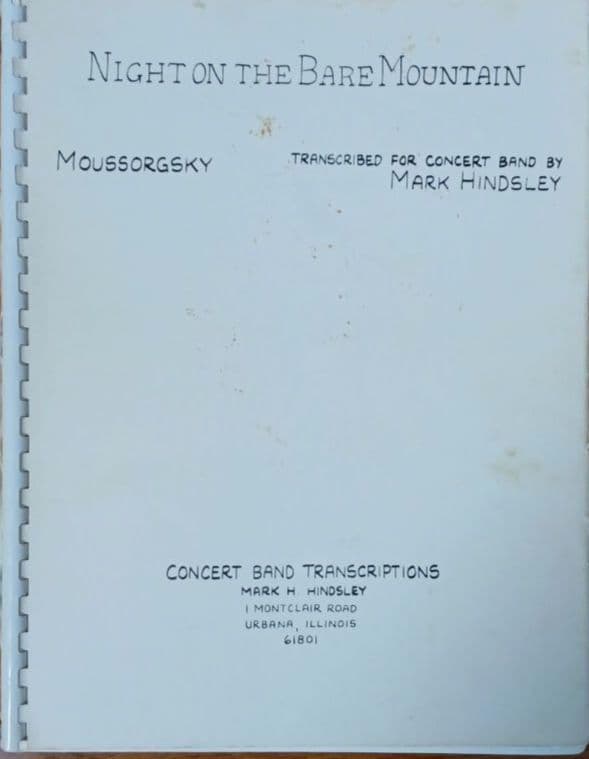 NIGHT ON THE BARE MOUNTAIN
MOUSSORGSKY
TRANSCRIBED FOR CONCERT BAND BY
MARK HINDSLEY
CONCERT BAND TRANSCRIPTIONS
MARK H. HINDSLEY
1 MONTCLAIR ROAD
URBANA, ILLINOIS
61801